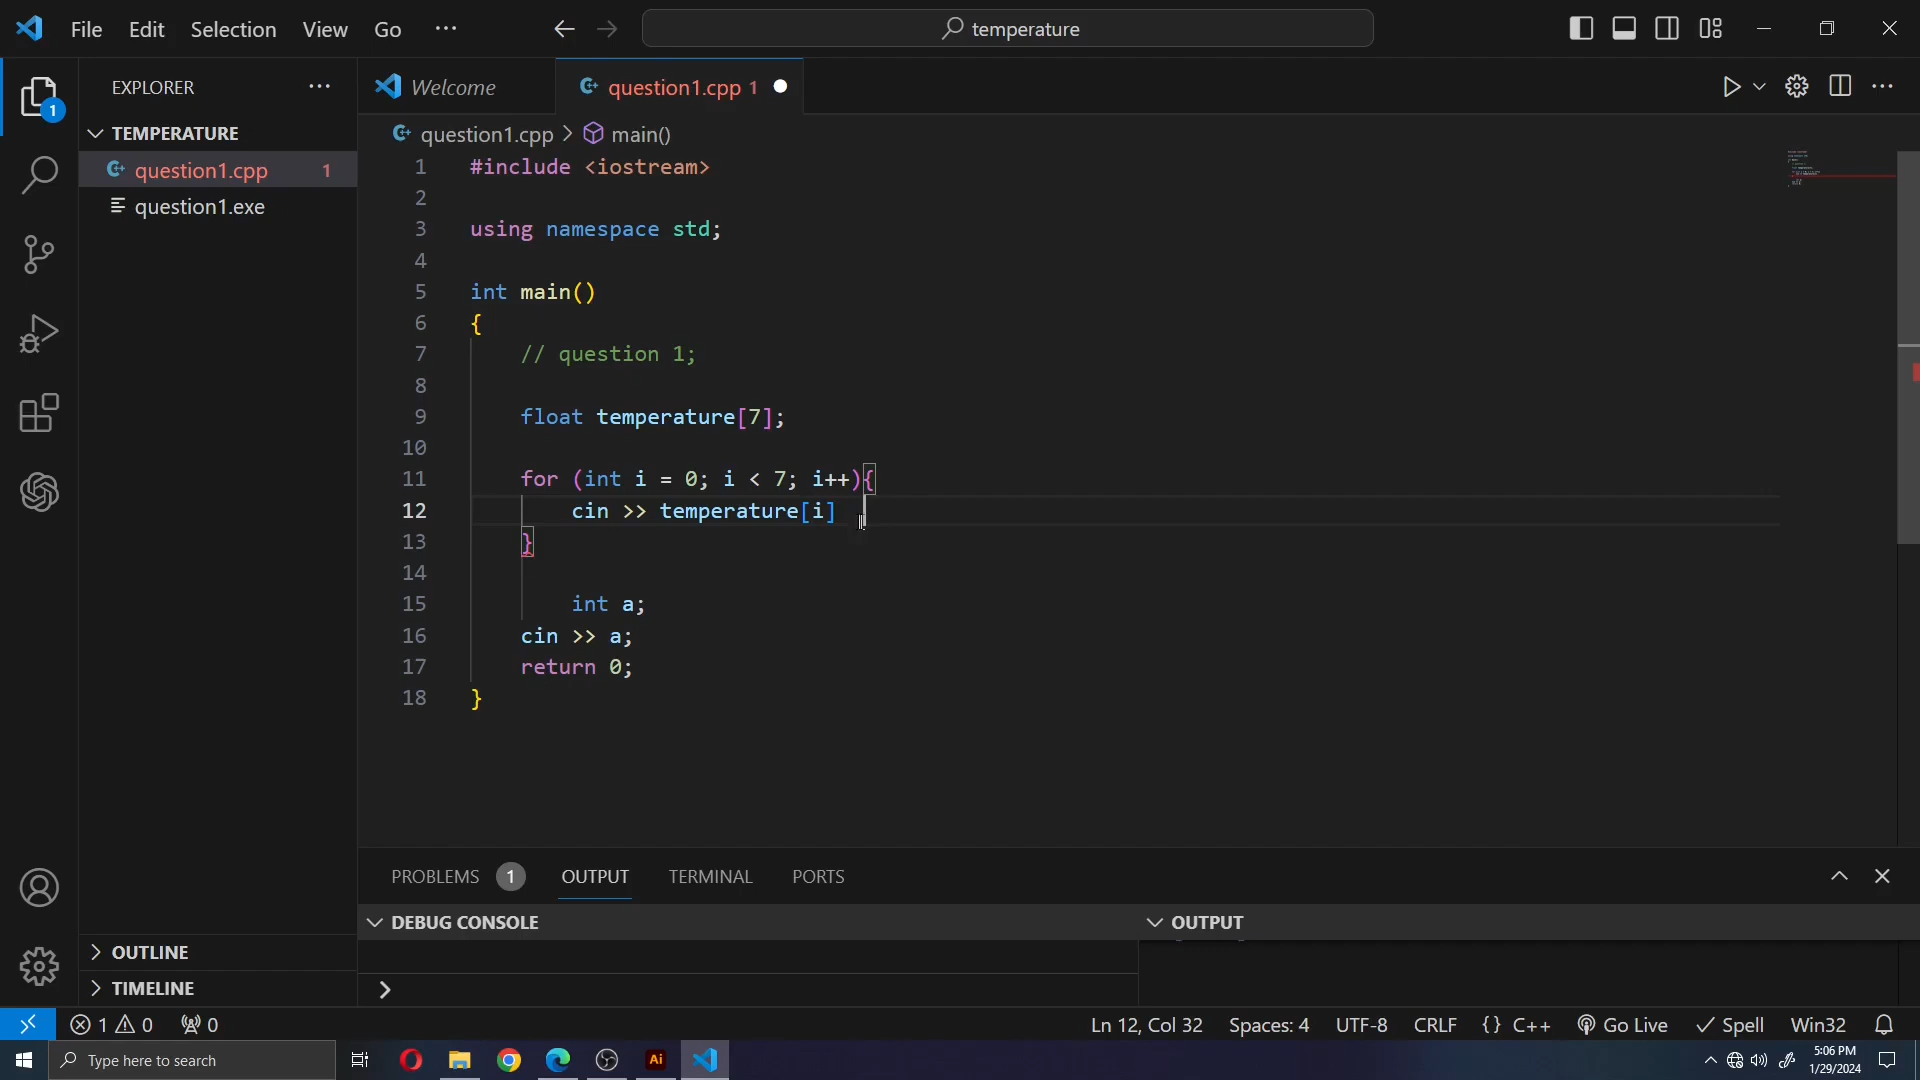 File Edit Selection View Go ··· temperature
EXPLORER ···
Welcome question1.cpp 1
1
TEMPERATURE
question1.cpp 1
question1.exe
question1.cpp > main()
1 #include <iostream>
2
3 using namespace std;
4
5 int main()
6 {
7 // question 1;
8
9 float temperature[7];
10
11 for (int i = 0; i < 7; i++){
12 cin >> temperature[i]
13 }
14
15 int a;
16 cin >> a;
17 return 0;
18 }
PROBLEMS 1 OUTPUT TERMINAL PORTS
DEBUG CONSOLE
OUTPUT
>
OUTLINE
TIMELINE
1 0 0 Ln 12, Col 32 Spaces: 4 UTF-8 CRLF {} C++ Go Live Spell Win32
Type here to search
Ai
5:06 PM
1/29/2024